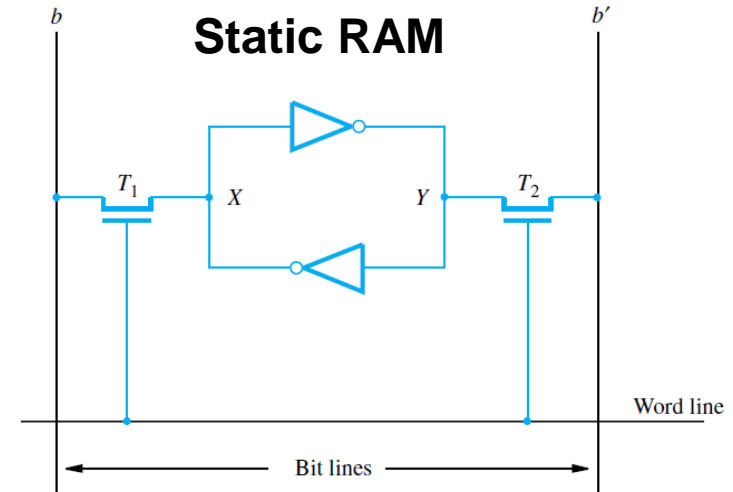 b
Static RAM
b′
T₁
X
Y
T₂
Word line
Bit lines